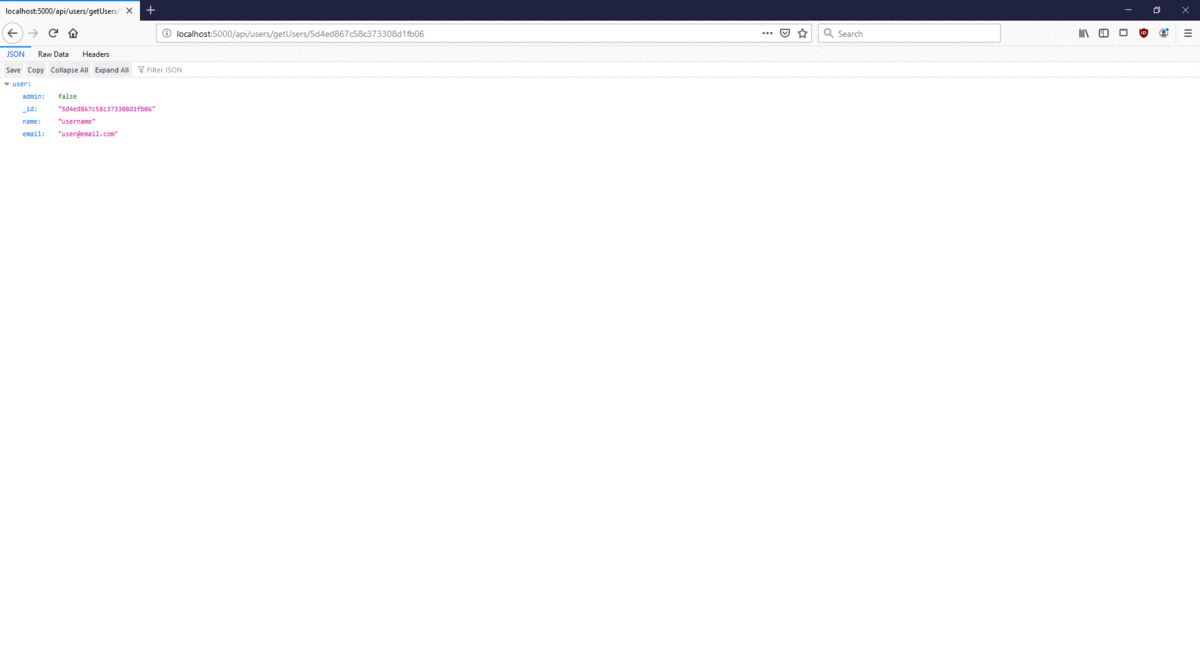 localhost:5000/api/users/getUsers/
localhost:5000/api/users/getUsers/5d4ed867c58c373308d1fb06
Search
JSON Raw Data Headers
Save Copy Collapse All Expand All Filter JSON
user:
admin: false
_id: "5d4ed867c58c373308d1fb06"
name: "Username"
email: "user@email.com"